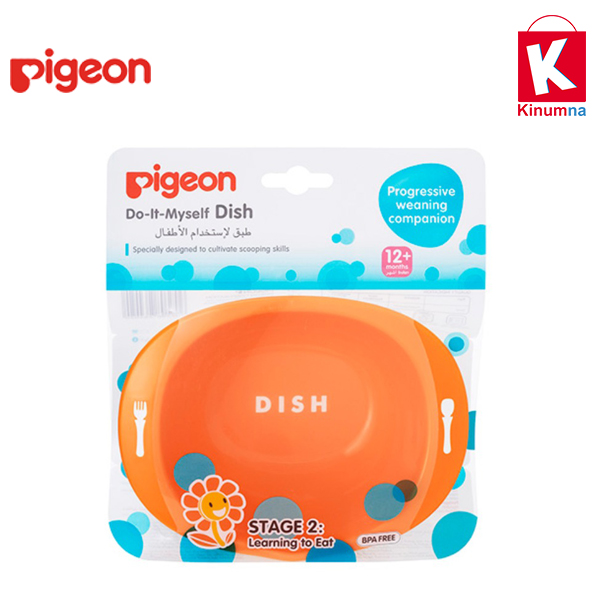 pigeon
K
Kinumna
pigeon
Do-It-Myself Dish
طبق لإستخدام الأطفال
Specially designed to cultivate scooping skills
Progressive
weaning
companion
12+
months
DISH
STAGE 2:
Learning to Eat
BPA FREE